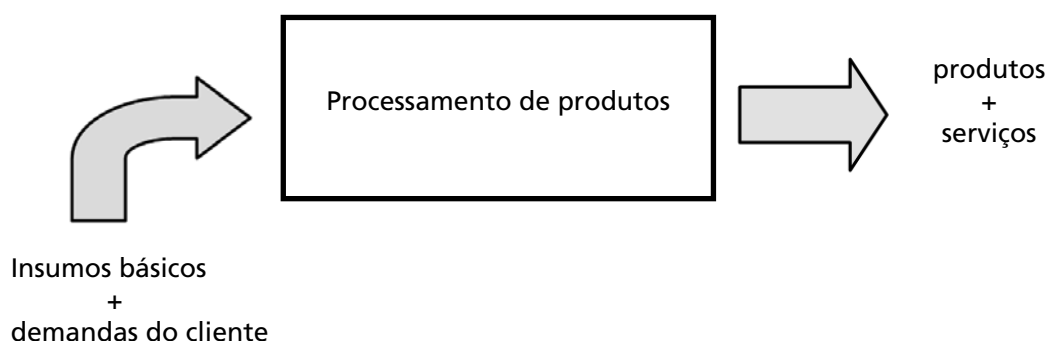 Processamento de produtos
produtos
+
serviços
Insumos básicos
+
demandas do cliente